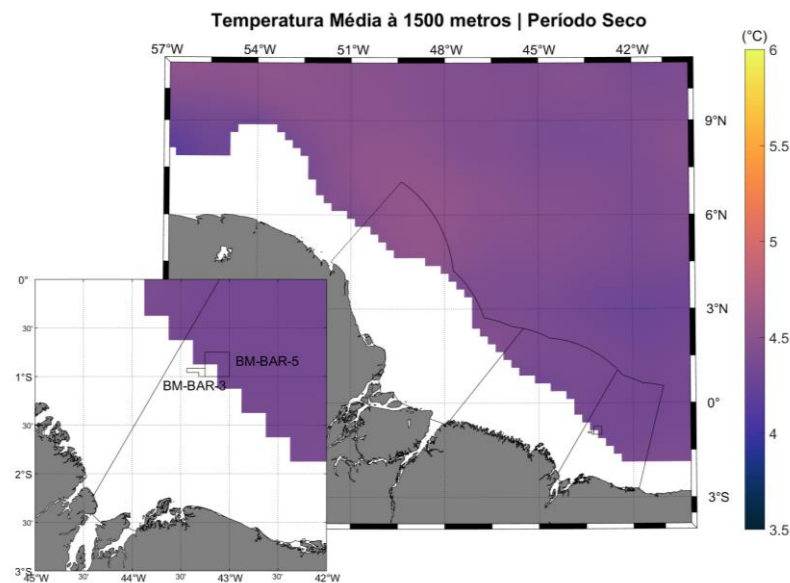 Temperatura Média à 1500 metros | Período Seco
(°C)
57°W 54°W 51°W 48°W 45°W 42°W
6
5.5
5
4.5
4
3.5
9°N
6°N
3°N
0°
3°S
0°
30'
1°S
30'
2°S
30'
3°S
BM-BAR-5
BM-BAR-3
45°W 30' 44°W 30' 43°W 30' 42°W